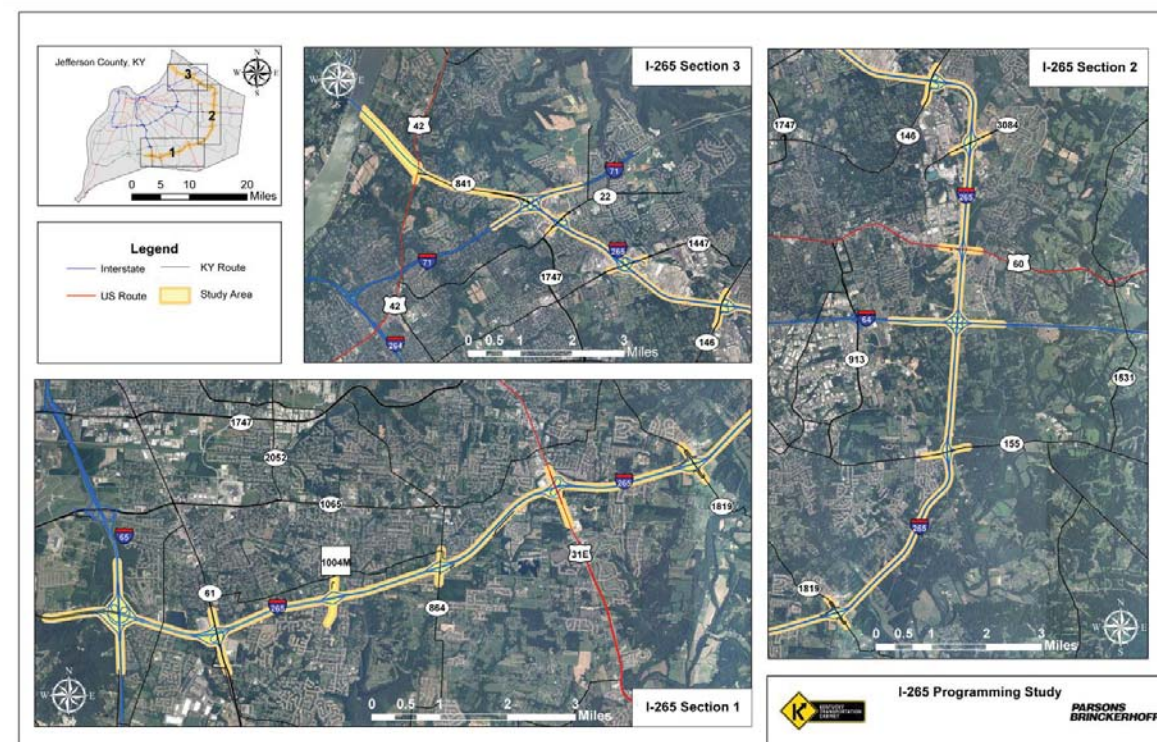 Jefferson County, KY
N
W
E
S
3
2
1
0 5 10 20
Miles
Legend
Interstate
KY Route
US Route
Study Area
I-265 Section 3
N
W
E
S
42
841
71
22
265
1447
1747
71
42
264
146
0 0.5 1 2 3
Miles
I-265 Section 2
1747
146
3084
265
60
64
913
1531
155
265
1819
0 0.5 1 2 3
Miles
N
W
E
S
1747
2052
1065
65
1004M
61
265
864
265
31E
1819
N
W
E
S
0 0.5 1 2 3
Miles
I-265 Section 1
I-265 Programming Study
KENTUCKY
TRANSPORTATION
CABINET
PARSONS
BRINCKERHOFF